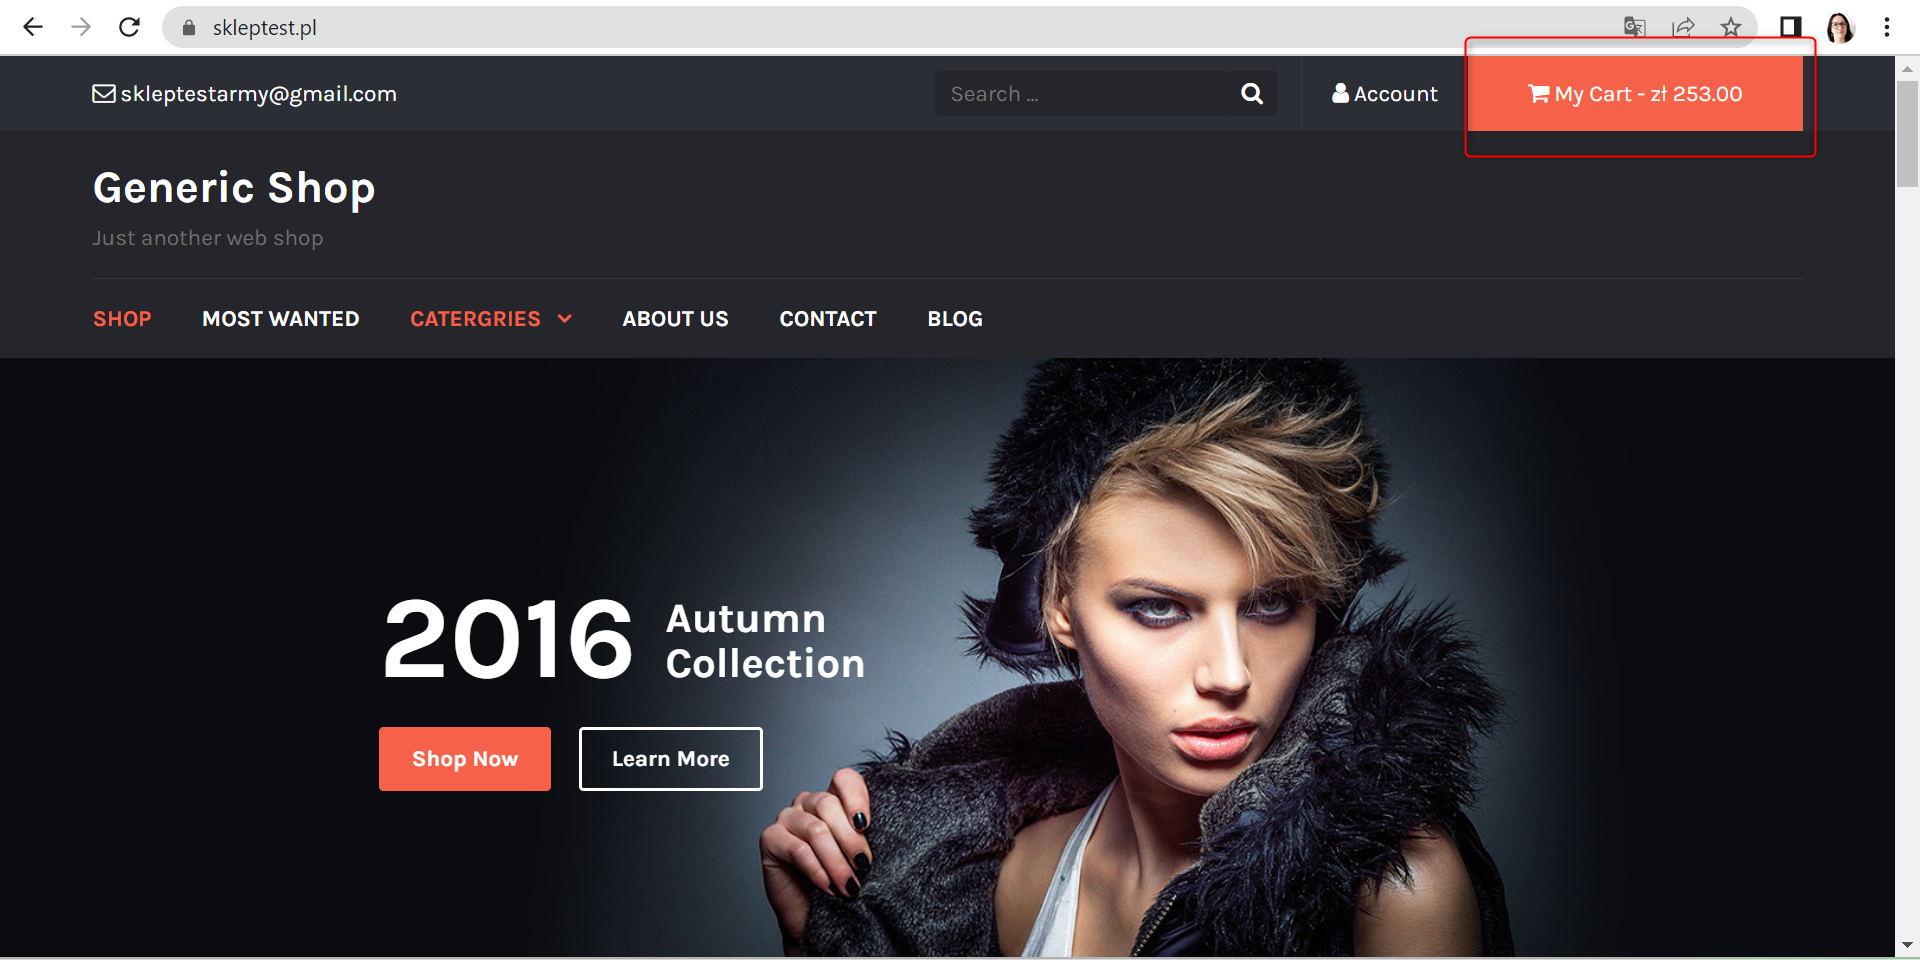 skleptest.pl
skleptestarmy@gmail.com
Search ...
Account
My Cart - zł 253.00
Generic Shop
Just another web shop
SHOP
MOST WANTED
CATERGRIES
ABOUT US
CONTACT
BLOG
2016
Autumn
Collection
Shop Now
Learn More